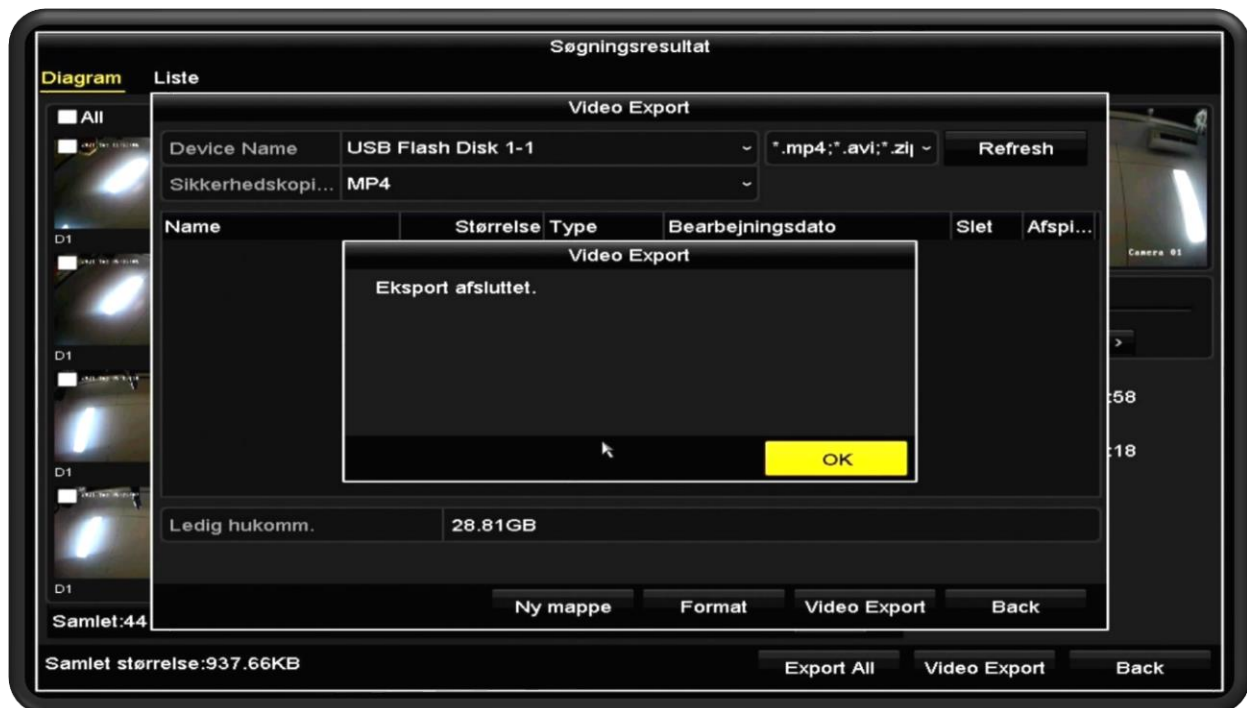 Søgningsresultat
Diagram Liste
All
Video Export
Device Name USB Flash Disk 1-1 *.mp4;*.avi;*.zip Refresh
Sikkerhedskopi... MP4
Name Størrelse Type Bearbejningsdato Slet Afspi...
D1
Camera 01
Video Export
Eksport afsluttet.
D1
>
:58
:18
OK
D1
Ledig hukomm. 28.81GB
D1
Ny mappe Format Video Export Back
Samlet:44
Samlet størrelse:937.66KB Export All Video Export Back